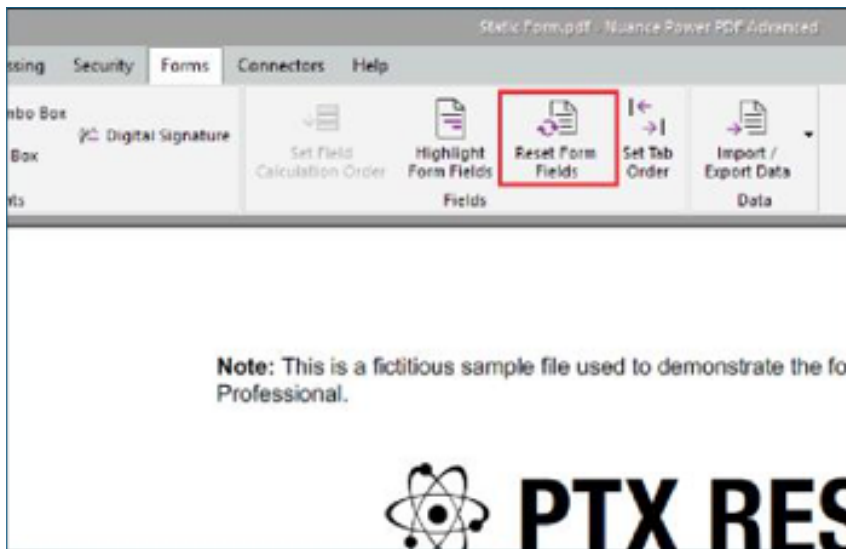 Static Form.pdf - Nuance Power PDF Advanced
ssing Security Forms Connectors Help
mbo Box
Digital Signature
Box
Set Field Calculation Order
Highlight Form Fields
Reset Form Fields
Set Tab Order
Import / Export Data
nts
Fields
Data
Note: This is a fictitious sample file used to demonstrate the fo
Professional.
PTX RES